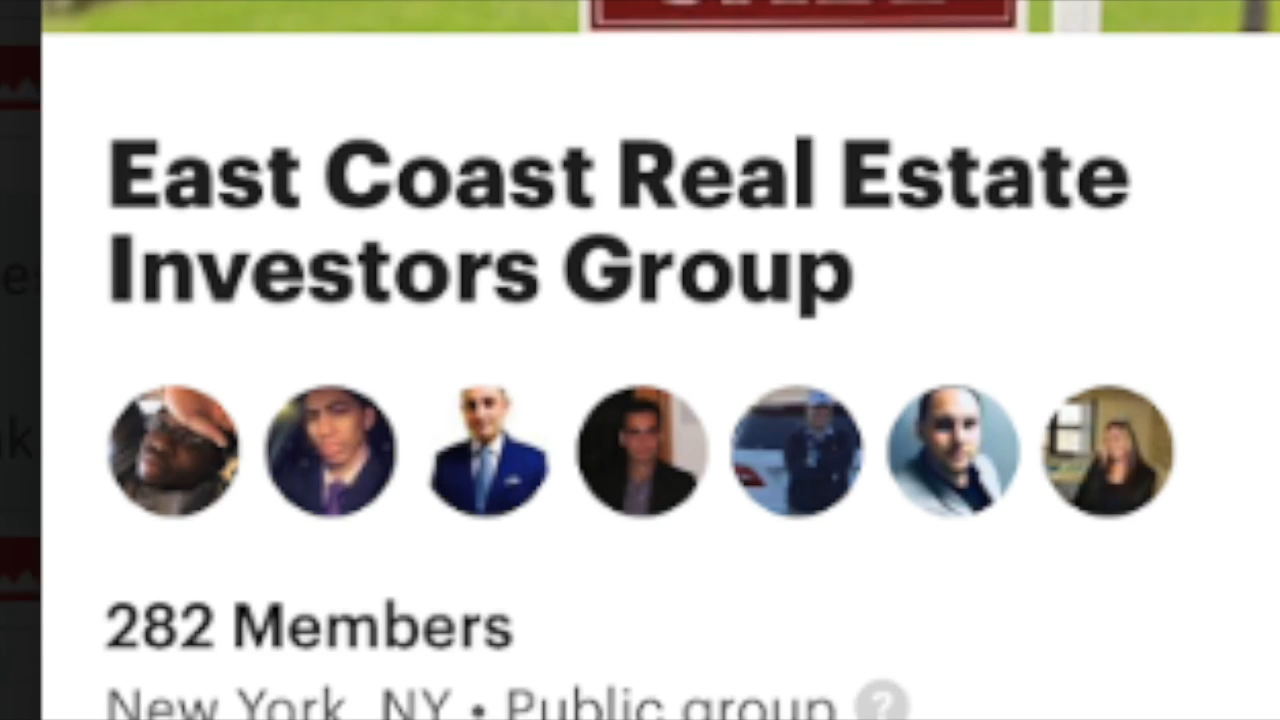 East Coast Real Estate
Investors Group
282 Members
New York, NY • Public group ?